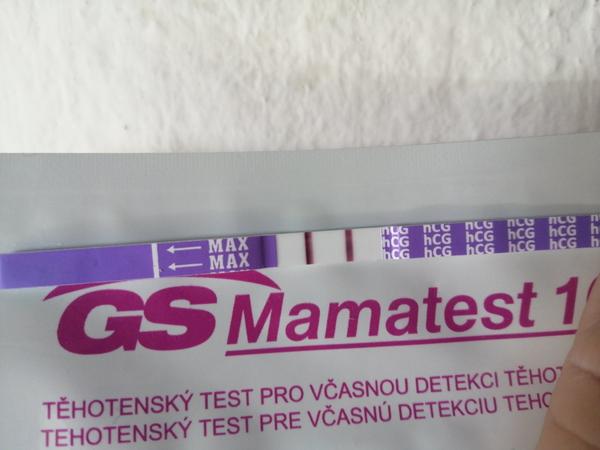 MAX
MAX
hCG hCG hCG hCG hCG
hCG hCG hCG hCG hCG
hCG hCG hCG hCG hCG
GS Mamatest
TĚHOTENSKÝ TEST PRO VČASNOU DETEKCI
TEHOTENSKÝ TEST PRE VČASNÚ DETEKCIU